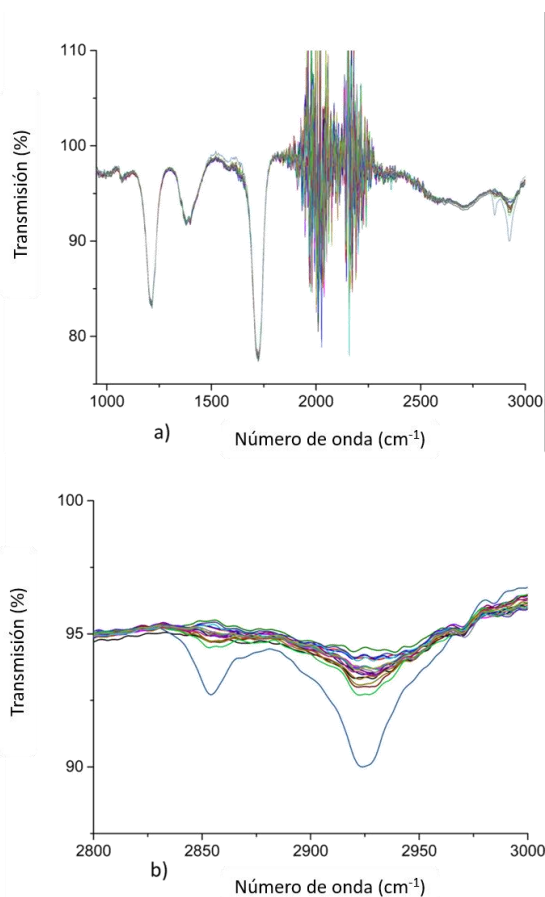 110
100
90
80
Transmisión (%)
1000
1500
2000
2500
3000
a)
Número de onda (cm-1)
100
95
90
Transmisión (%)
2800
2850
2900
2950
3000
b)
Número de onda (cm-1)